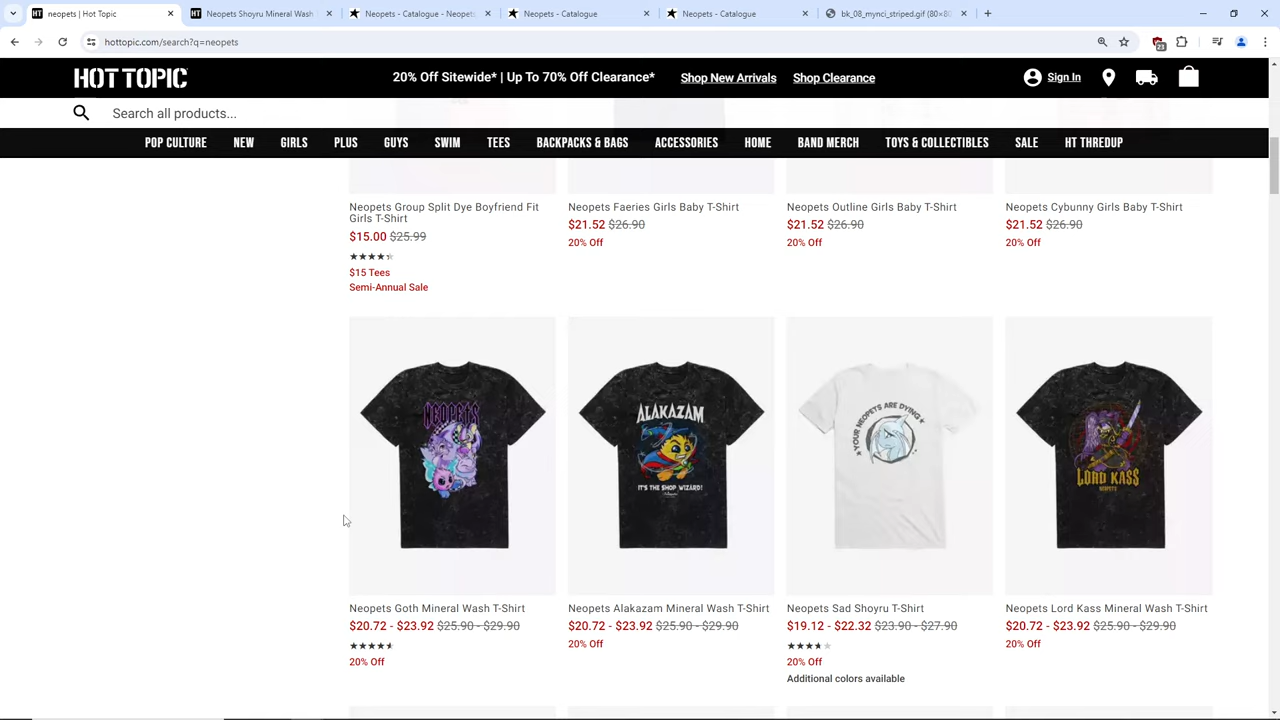 neopets | Hot Topic
Neopets Shoyru Mineral Wash
Neopets - Catalogue - Neopets
Neopets - Catalogue
Neopets - Catalogue
bk_08_mynci_striped.gif (80×80
hottopic.com/search?q=neopets
23
HOT TOPIC
20% Off Sitewide* | Up To 70% Off Clearance*
Shop New Arrivals
Shop Clearance
Sign In
Search all products...
POP CULTURE
NEW
GIRLS
PLUS
GUYS
SWIM
TEES
BACKPACKS & BAGS
ACCESSORIES
HOME
BAND MERCH
TOYS & COLLECTIBLES
SALE
HT THREDUP
Neopets Group Split Dye Boyfriend Fit
Girls T-Shirt
$15.00 $25.99
$15 Tees
Semi-Annual Sale
Neopets Faeries Girls Baby T-Shirt
$21.52 $26.90
20% Off
Neopets Outline Girls Baby T-Shirt
$21.52 $26.90
20% Off
Neopets Cybunny Girls Baby T-Shirt
$21.52 $26.90
20% Off
NEOPETS
ALAKAZAM
IT'S THE SHOP WIZARD!
YOUR NEOPETS ARE DYING
LORD KASS
NEOPETS
Neopets Goth Mineral Wash T-Shirt
$20.72 - $23.92 $25.90 - $29.90
20% Off
Neopets Alakazam Mineral Wash T-Shirt
$20.72 - $23.92 $25.90 - $29.90
20% Off
Neopets Sad Shoyru T-Shirt
$19.12 - $22.32 $23.90 - $27.90
20% Off
Additional colors available
Neopets Lord Kass Mineral Wash T-Shirt
$20.72 - $23.92 $25.90 - $29.90
20% Off